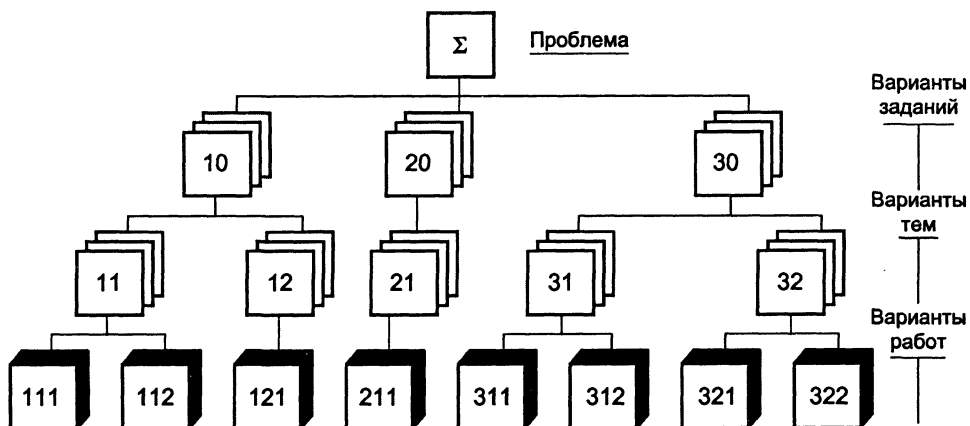 Σ
Проблема
Варианты
заданий
10
20
30
Варианты
тем
11
12
21
31
32
Варианты
работ
111
112
121
211
311
312
321
322